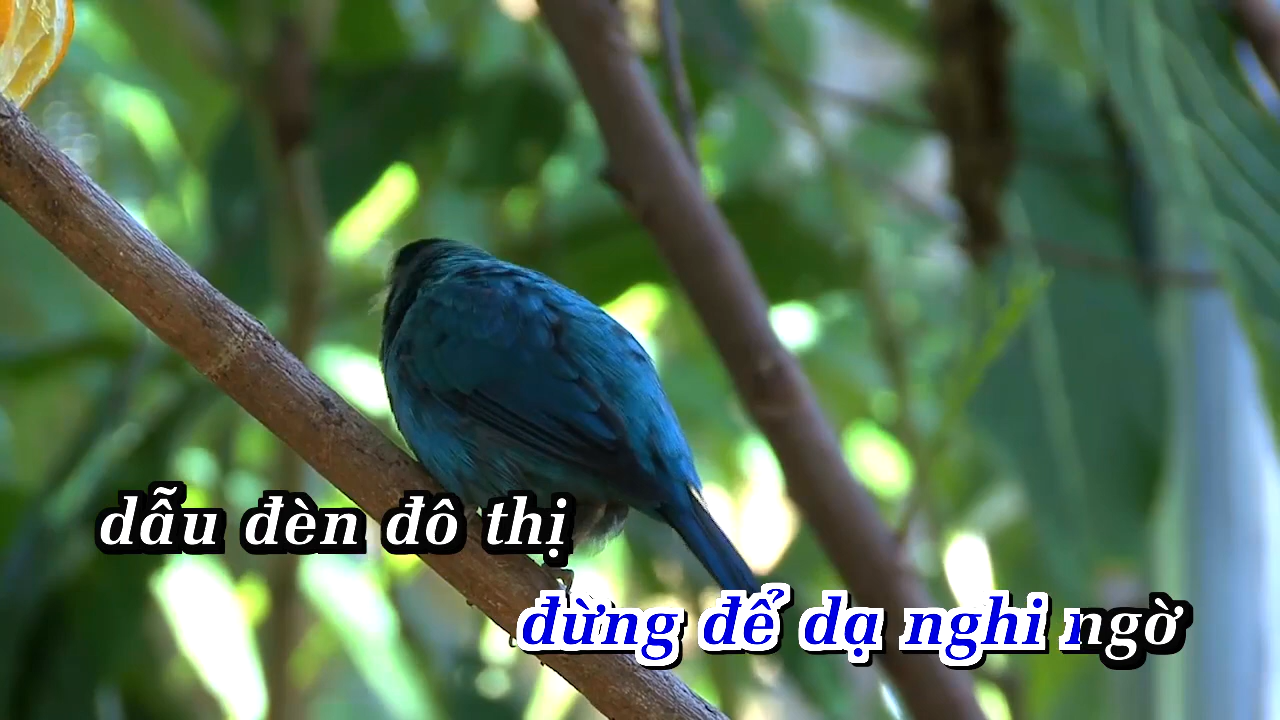 dẫu đèn đô thị
đừng để dạ nghi ngờ